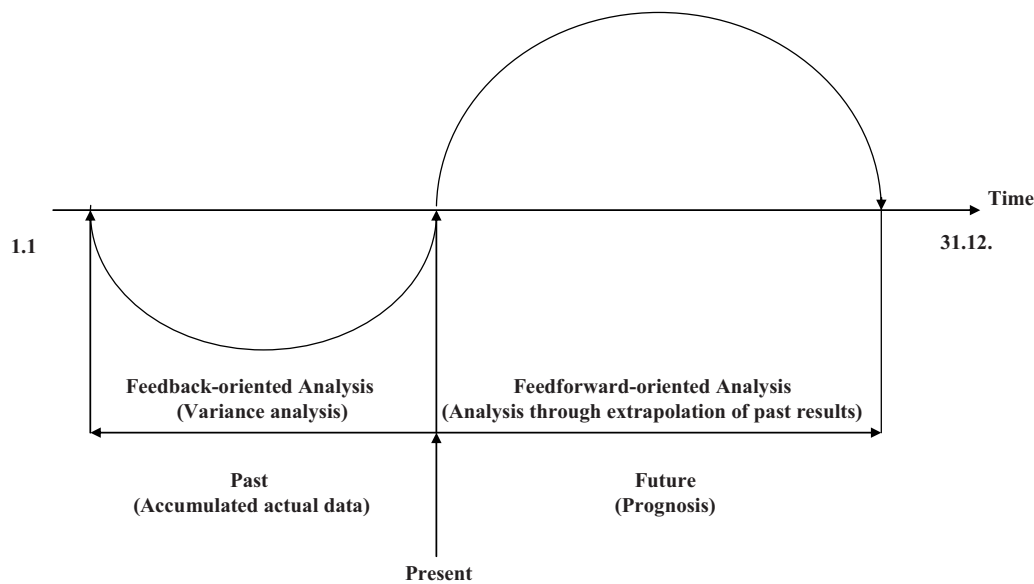 Time
1.1
31.12.
Feedback-oriented Analysis
(Variance analysis)
Feedforward-oriented Analysis
(Analysis through extrapolation of past results)
Past
(Accumulated actual data)
Future
(Prognosis)
Present